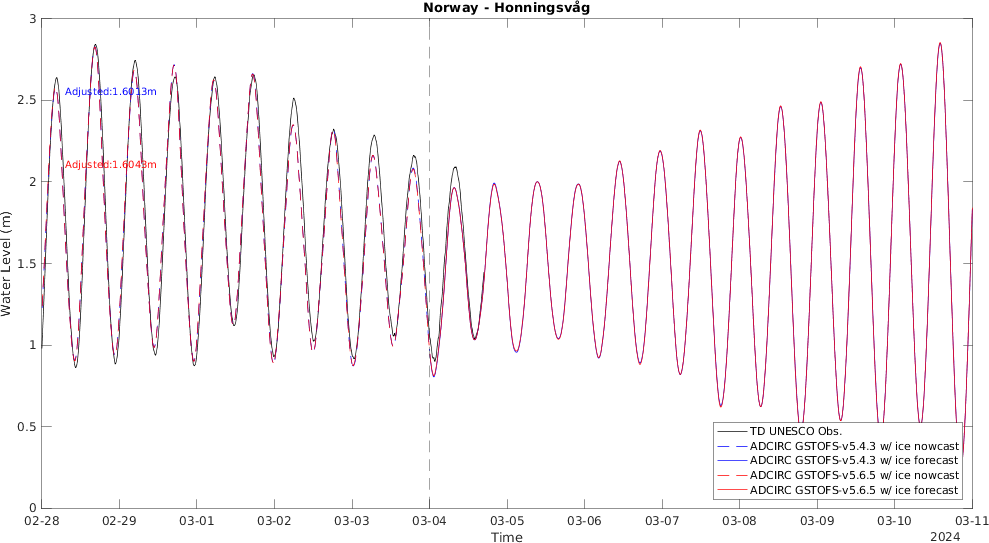 Norway - Honningsvåg
3
2.5
2
1.5
1
0.5
0
Water Level (m)
Adjusted:1.6013m
Adjusted:1.6043m
TD UNESCO Obs.
ADCIRC GSTOFS-v5.4.3 w/ ice nowcast
ADCIRC GSTOFS-v5.4.3 w/ ice forecast
ADCIRC GSTOFS-v5.6.5 w/ ice nowcast
ADCIRC GSTOFS-v5.6.5 w/ ice forecast
02-28 02-29 03-01 03-02 03-03 03-04 03-05 03-06 03-07 03-08 03-09 03-10 03-11
Time 2024